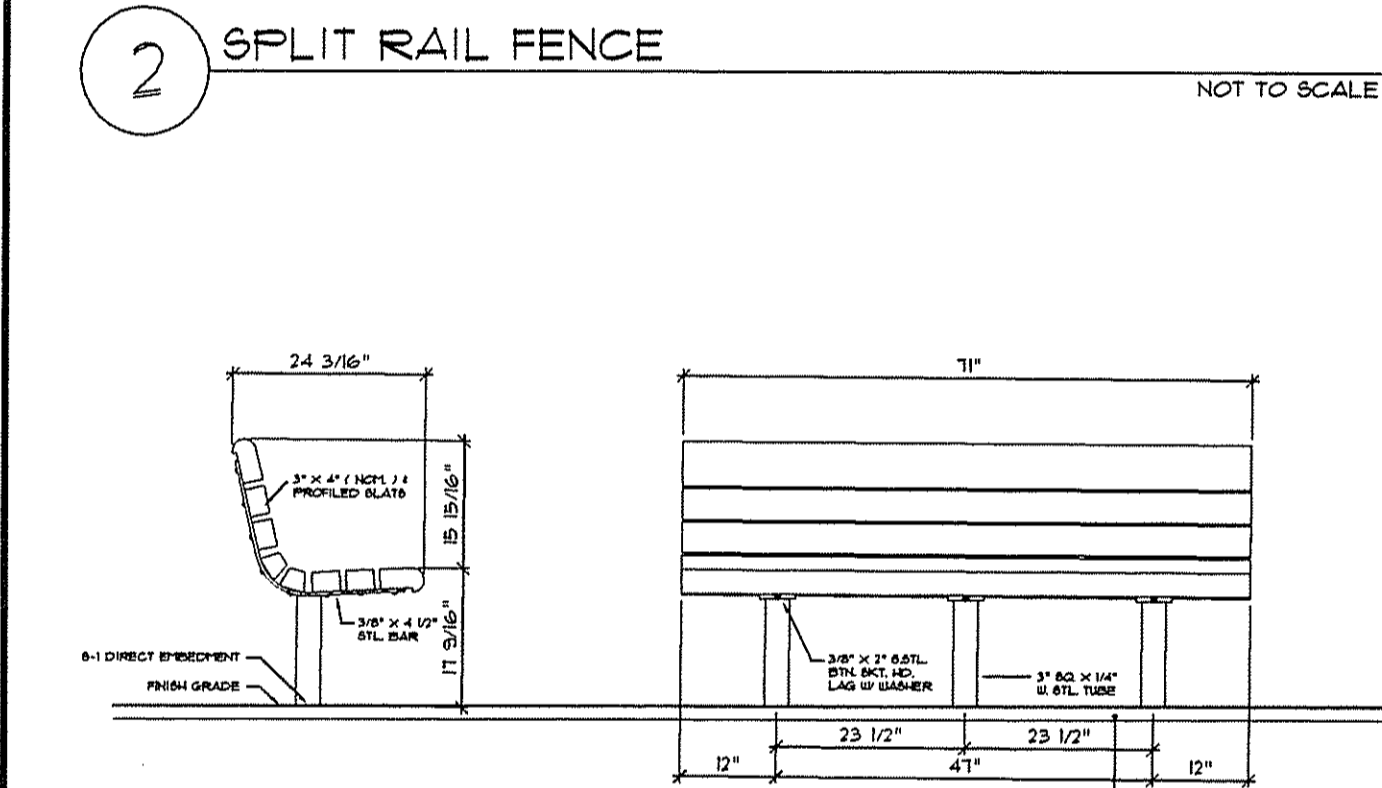 2 SPLIT RAIL FENCE
NOT TO SCALE
24 3/16"
71"
3" X 4" ( NOM. ) &
PROFILED SLATS
15 15/16"
3/8" X 4 1/2"
STL. BAR
17 9/16"
S-1 DIRECT EMBEDMENT
FINISH GRADE
3/8" X 2" S.STL.
BTN. SKT. HD.
LAG W/ WASHER
3" SQ. X 1/4"
W. STL. TUBE
23 1/2"
23 1/2"
12"
47"
12"